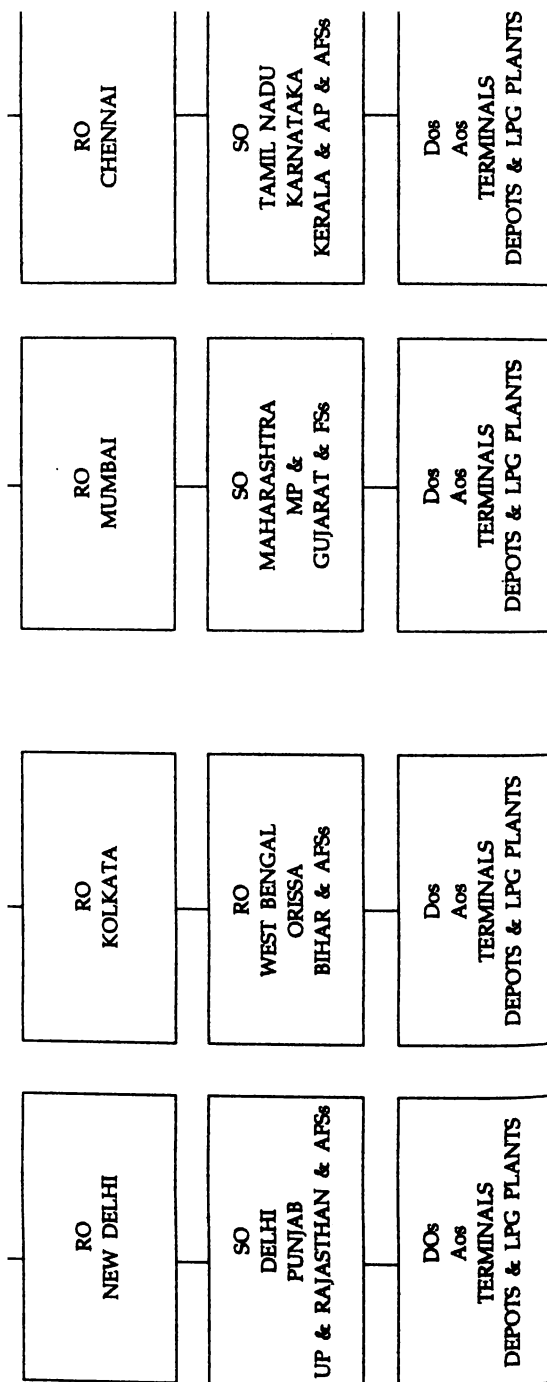 RO
NEW DELHI
RO
KOLKATA
RO
MUMBAI
RO
CHENNAI
SO
DELHI
PUNJAB
UP & RAJASTHAN & AFSs
RO
WEST BENGAL
ORISSA
BIHAR & AFSs
SO
MAHARASHTRA
MP &
GUJARAT & FSs
SO
TAMIL NADU
KARNATAKA
KERALA & AP & AFSs
DOs
Aos
TERMINALS
DEPOTS & LPG PLANTS
Dos
Aos
TERMINALS
DEPOTS & LPG PLANTS
Dos
Aos
TERMINALS
DEPOTS & LPG PLANTS
Dos
Aos
TERMINALS
DEPOTS & LPG PLANTS